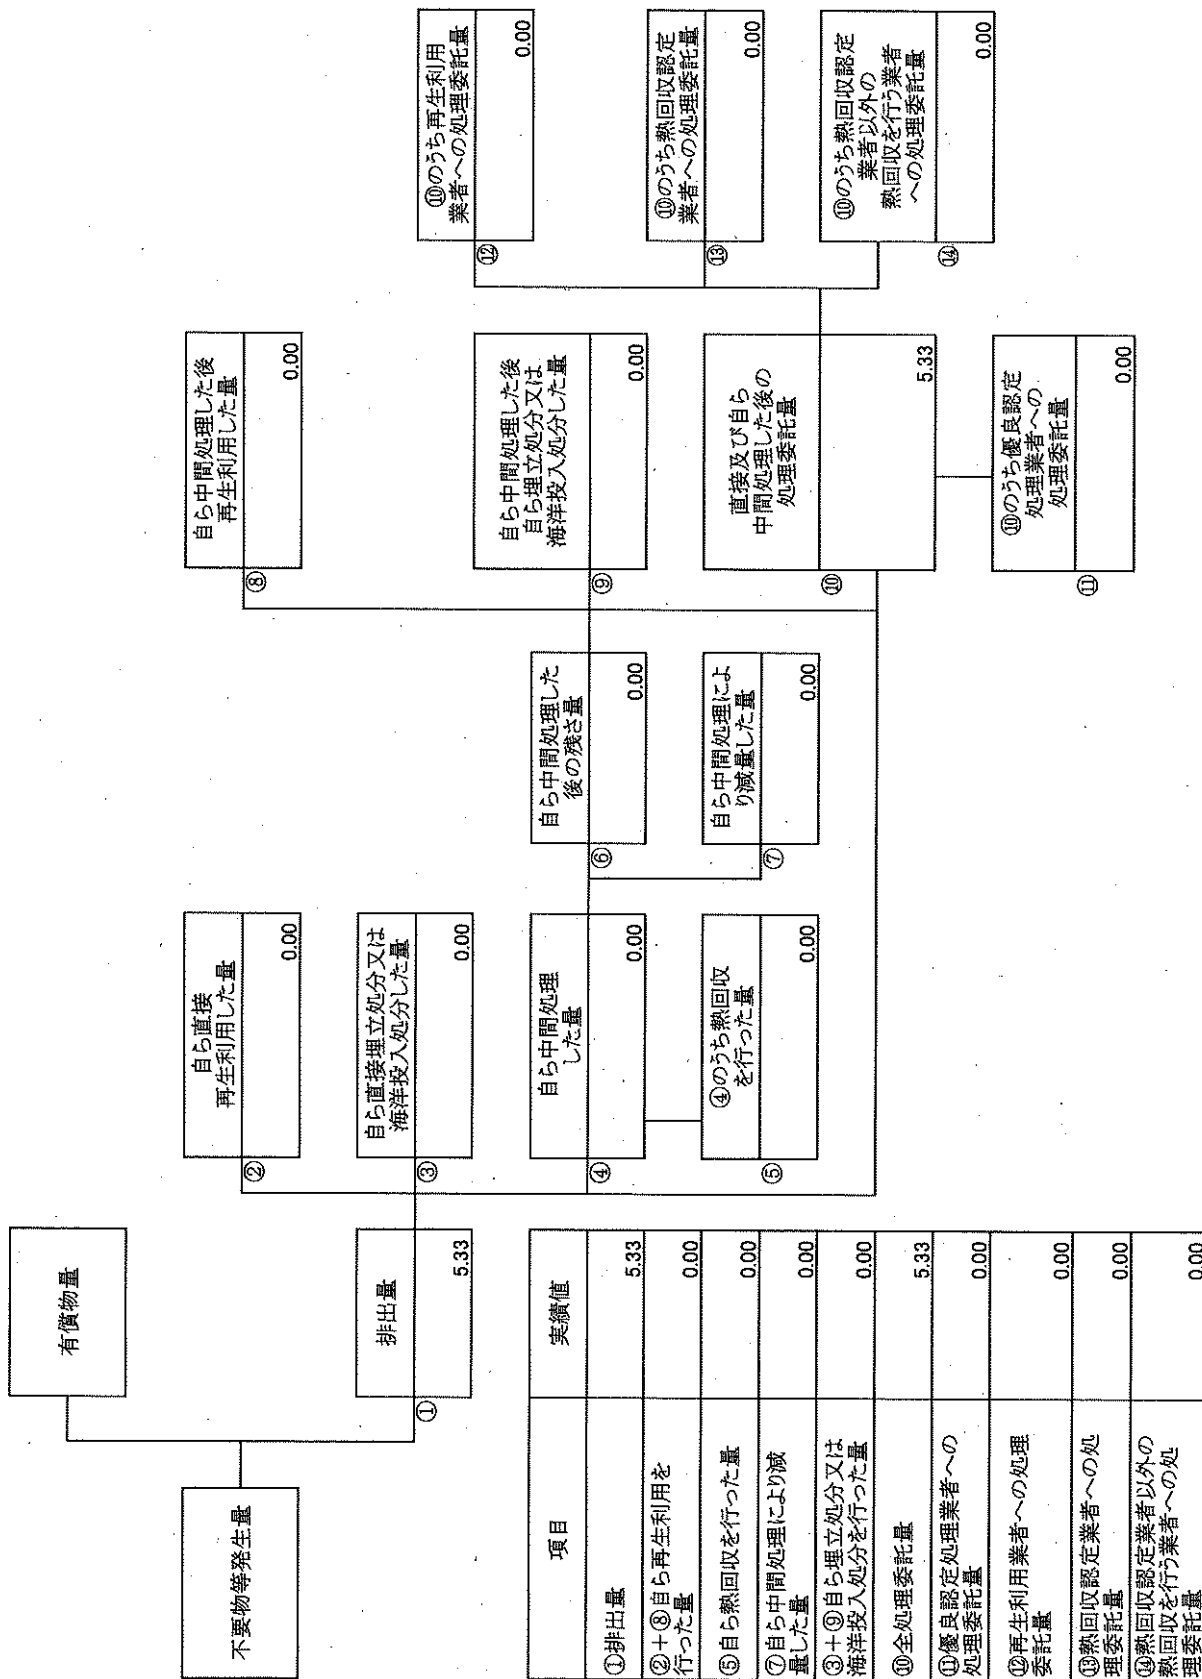 不要物等発生量
有償物量
排出量
①
5.33
自ら直接
再生利用した量
②
0.00
自ら直接埋立処分又は
海洋投入処分した量
③
0.00
自ら中間処理
した量
④
0.00
④のうち熱回収
を行った量
⑤
0.00
自ら中間処理した
後の残さ量
⑥
0.00
自ら中間処理によ
り減量した量
⑦
0.00
自ら中間処理した後
再生利用した量
⑧
0.00
自ら中間処理した後
自ら埋立処分又は
海洋投入処分した量
⑨
0.00
直接及び自ら
中間処理した後の
処理委託量
⑩
5.33
⑩のうち優良認定
処理業者への
処理委託量
⑪
0.00
⑩のうち再生利用
業者への処理委託量
⑫
0.00
⑩のうち熱回収認定
業者への処理委託量
⑬
0.00
⑩のうち熱回収認定
業者以外の
熱回収を行う業者
への処理委託量
⑭
0.00
項目 実績値
①排出量 5.33
②+⑧自ら再生利用を
行った量 0.00
⑤自ら熱回収を行った量 0.00
⑦自ら中間処理により減
量した量 0.00
③+⑨自ら埋立処分又は
海洋投入処分を行った量 0.00
⑩全処理委託量 5.33
⑪優良認定処理業者への
処理委託量 0.00
⑫再生利用業者への処理
委託量 0.00
⑬熱回収認定業者への処
理委託量 0.00
⑭熱回収認定業者以外の
熱回収を行う業者への処
理委託量 0.00